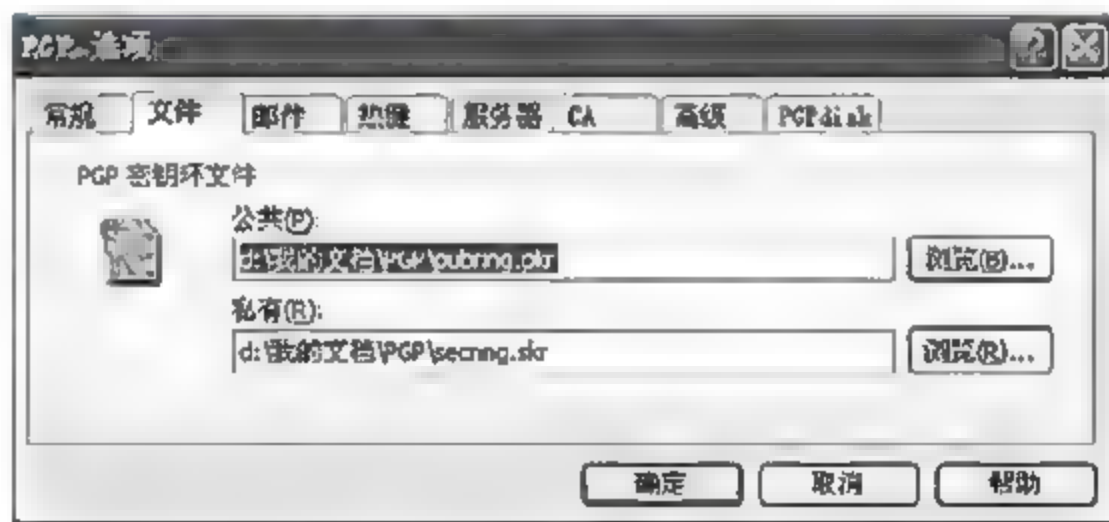 PGP 选项
常规 文件 邮件 热键 服务器 CA 高级 PGPdisk
PGP 密钥环文件
公共(P):
d:\我的文档\PGP\pubring.pkr 浏览(B)...
私有(R):
d:\我的文档\PGP\secring.skr 浏览(R)...
确定 取消 帮助